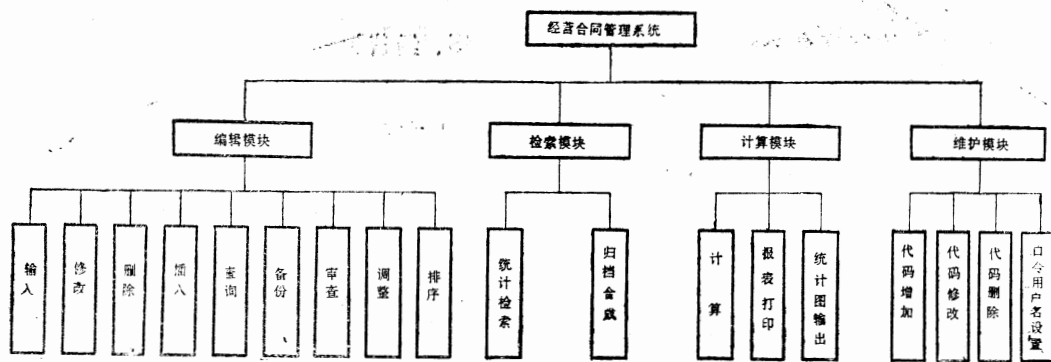 经营合同管理系统
编辑模块
检索模块
计算模块
维护模块
输入
修改
删除
插入
查询
备份
审查
调整
排序
统计检索
归档合成
计算
报表打印
统计图输出
代码增加
代码修改
代码删除
口令用户名设置